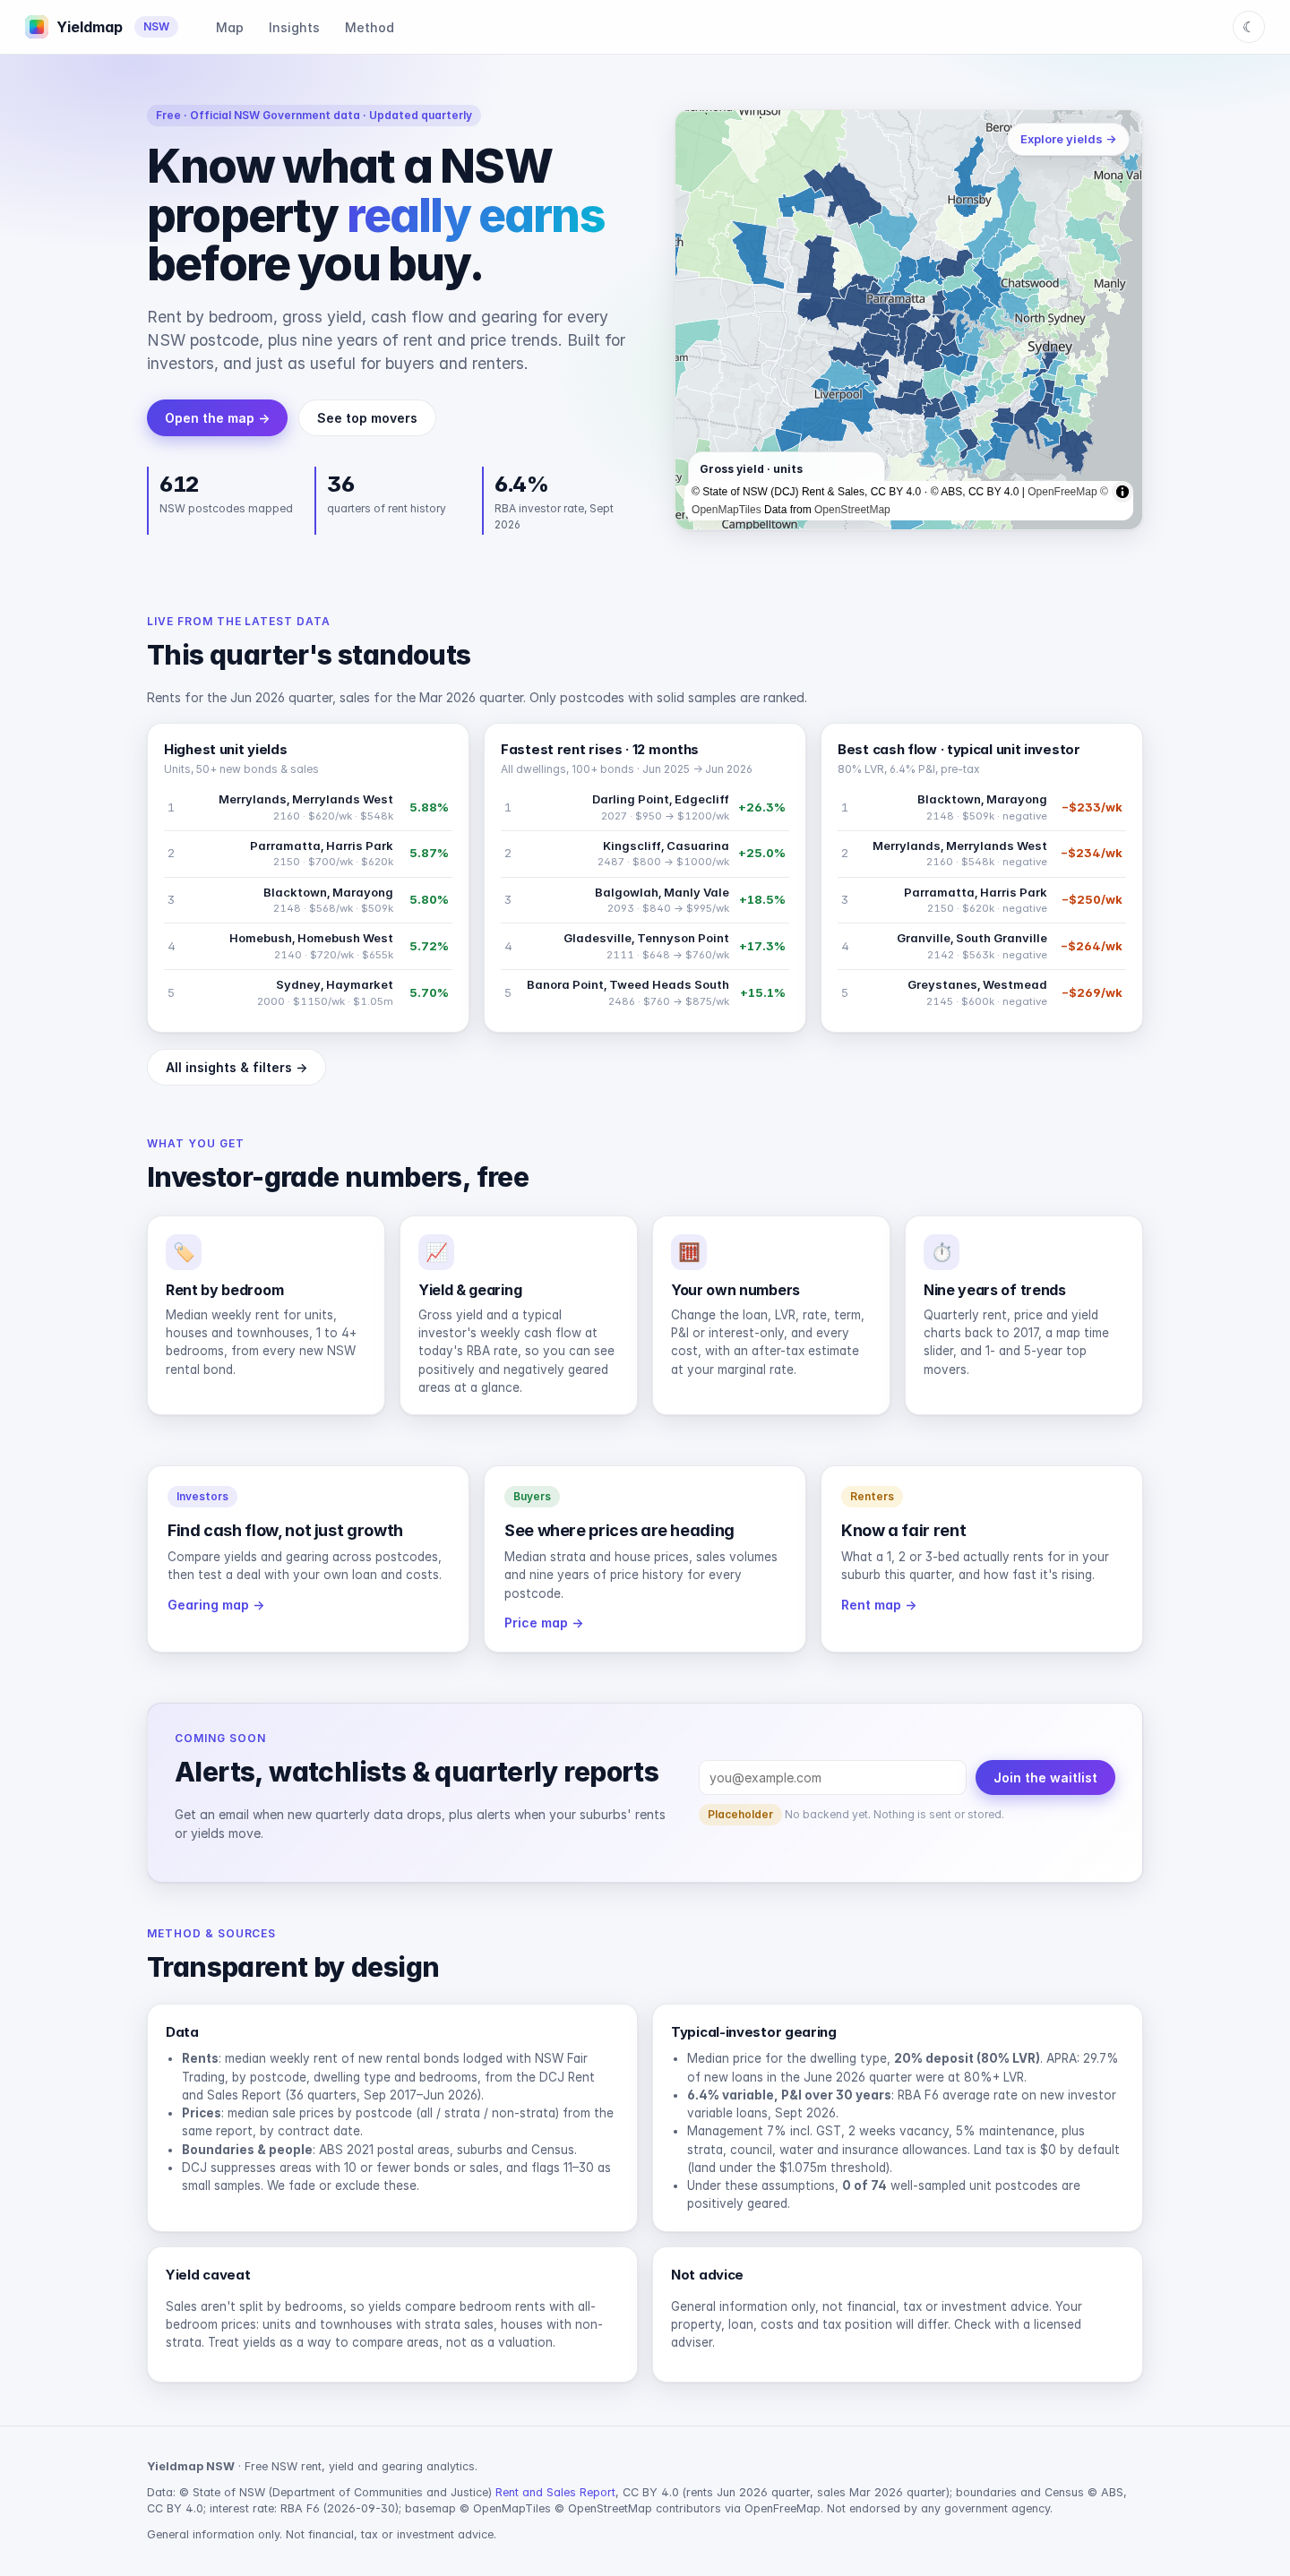 Yieldmap NSW Map Insights Method
Free · Official NSW Government data · Updated quarterly
Know what a NSW
property really earns
before you buy.
Rent by bedroom, gross yield, cash flow and gearing for every
NSW postcode, plus nine years of rent and price trends. Built for
investors, and just as useful for buyers and renters.
Open the map →
See top movers
612
NSW postcodes mapped
36
quarters of rent history
6.4%
RBA investor rate, Sept
2026
Windsor
Explore yields →
Mona Val
Hornsby
Chatswood
Manly
Parramatta
North Sydney
Sydney
Liverpool
Gross yield · units
© State of NSW (DCJ) Rent & Sales, CC BY 4.0 · © ABS, CC BY 4.0 | OpenFreeMap ©
OpenMapTiles Data from OpenStreetMap
Campbelltown
LIVE FROM THE LATEST DATA
This quarter's standouts
Rents for the Jun 2026 quarter, sales for the Mar 2026 quarter. Only postcodes with solid samples are ranked.
Highest unit yields
Units, 50+ new bonds & sales
1 Merrylands, Merrylands West 5.88%
2160 · $620/wk · $548k
2 Parramatta, Harris Park 5.87%
2150 · $700/wk · $620k
3 Blacktown, Marayong 5.80%
2148 · $568/wk · $509k
4 Homebush, Homebush West 5.72%
2140 · $720/wk · $655k
5 Sydney, Haymarket 5.70%
2000 · $1150/wk · $1.05m
Fastest rent rises · 12 months
All dwellings, 100+ bonds · Jun 2025 → Jun 2026
1 Darling Point, Edgecliff +26.3%
2027 · $950 → $1200/wk
2 Kingscliff, Casuarina +25.0%
2487 · $800 → $1000/wk
3 Balgowlah, Manly Vale +18.5%
2093 · $840 → $995/wk
4 Gladesville, Tennyson Point +17.3%
2111 · $648 → $760/wk
5 Banora Point, Tweed Heads South +15.1%
2486 · $760 → $875/wk
Best cash flow · typical unit investor
80% LVR, 6.4% P&I, pre-tax
1 Blacktown, Marayong −$233/wk
2148 · $509k · negative
2 Merrylands, Merrylands West −$234/wk
2160 · $548k · negative
3 Parramatta, Harris Park −$250/wk
2150 · $620k · negative
4 Granville, South Granville −$264/wk
2142 · $563k · negative
5 Greystanes, Westmead −$269/wk
2145 · $600k · negative
All insights & filters →
WHAT YOU GET
Investor-grade numbers, free
Rent by bedroom
Median weekly rent for units,
houses and townhouses, 1 to 4+
bedrooms, from every new NSW
rental bond.
Yield & gearing
Gross yield and a typical
investor's weekly cash flow at
today's RBA rate, so you can see
positively and negatively geared
areas at a glance.
Your own numbers
Change the loan, LVR, rate, term,
P&I or interest-only, and every
cost, with an after-tax estimate
at your marginal rate.
Nine years of trends
Quarterly rent, price and yield
charts back to 2017, a map time
slider, and 1- and 5-year top
movers.
Investors
Find cash flow, not just growth
Compare yields and gearing across postcodes,
then test a deal with your own loan and costs.
Gearing map →
Buyers
See where prices are heading
Median strata and house prices, sales volumes
and nine years of price history for every
postcode.
Price map →
Renters
Know a fair rent
What a 1, 2 or 3-bed actually rents for in your
suburb this quarter, and how fast it's rising.
Rent map →
COMING SOON
Alerts, watchlists & quarterly reports
Get an email when new quarterly data drops, plus alerts when your suburbs' rents
or yields move.
you@example.com
Join the waitlist
Placeholder No backend yet. Nothing is sent or stored.
METHOD & SOURCES
Transparent by design
Data
• Rents: median weekly rent of new rental bonds lodged with NSW Fair
Trading, by postcode, dwelling type and bedrooms, from the DCJ Rent
and Sales Report (36 quarters, Sep 2017–Jun 2026).
• Prices: median sale prices by postcode (all / strata / non-strata) from the
same report, by contract date.
• Boundaries & people: ABS 2021 postal areas, suburbs and Census.
• DCJ suppresses areas with 10 or fewer bonds or sales, and flags 11–30 as
small samples. We fade or exclude these.
Typical-investor gearing
• Median price for the dwelling type, 20% deposit (80% LVR). APRA: 29.7%
of new loans in the June 2026 quarter were at 80%+ LVR.
• 6.4% variable, P&I over 30 years: RBA F6 average rate on new investor
variable loans, Sept 2026.
• Management 7% incl. GST, 2 weeks vacancy, 5% maintenance, plus
strata, council, water and insurance allowances. Land tax is $0 by default
(land under the $1.075m threshold).
• Under these assumptions, 0 of 74 well-sampled unit postcodes are
positively geared.
Yield caveat
Sales aren't split by bedrooms, so yields compare bedroom rents with all-
bedroom prices: units and townhouses with strata sales, houses with non-
strata. Treat yields as a way to compare areas, not as a valuation.
Not advice
General information only, not financial, tax or investment advice. Your
property, loan, costs and tax position will differ. Check with a licensed
adviser.
Yieldmap NSW · Free NSW rent, yield and gearing analytics.
Data: © State of NSW (Department of Communities and Justice) Rent and Sales Report, CC BY 4.0 (rents Jun 2026 quarter, sales Mar 2026 quarter); boundaries and Census © ABS,
CC BY 4.0; interest rate: RBA F6 (2026-09-30); basemap © OpenMapTiles © OpenStreetMap contributors via OpenFreeMap. Not endorsed by any government agency.
General information only. Not financial, tax or investment advice.